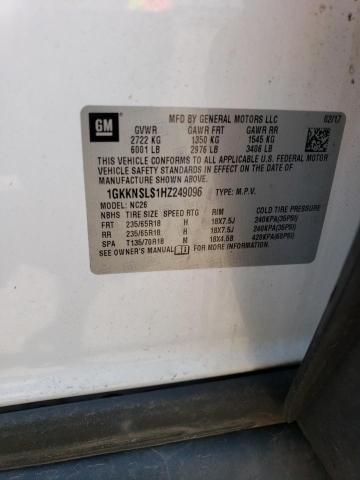 GM
MFD BY GENERAL MOTORS LLC 02/17
GVWR GAWR FRT GAWR RR
2722 KG 1350 KG 1545 KG
6001 LB 2976 LB 3406 LB
THIS VEHICLE CONFORMS TO ALL APPLICABLE U.S. FEDERAL MOTOR
VEHICLE SAFETY STANDARDS IN EFFECT ON THE DATE OF
MANUFACTURE SHOWN ABOVE.
1GKKNSLS1HZ249096 TYPE: M.P.V.
MODEL: NC26
NBHS TIRE SIZE SPEED RTG RIM COLD TIRE PRESSURE
FRT 235/65R18 H 18X7.5J 240KPA(35PSI)
RR 235/65R18 H 18X7.5J 240KPA(35PSI)
SPA T135/70R18 M 18X4.5B 420KPA(60PSI)
SEE OWNER'S MANUAL FOR MORE INFORMATION.